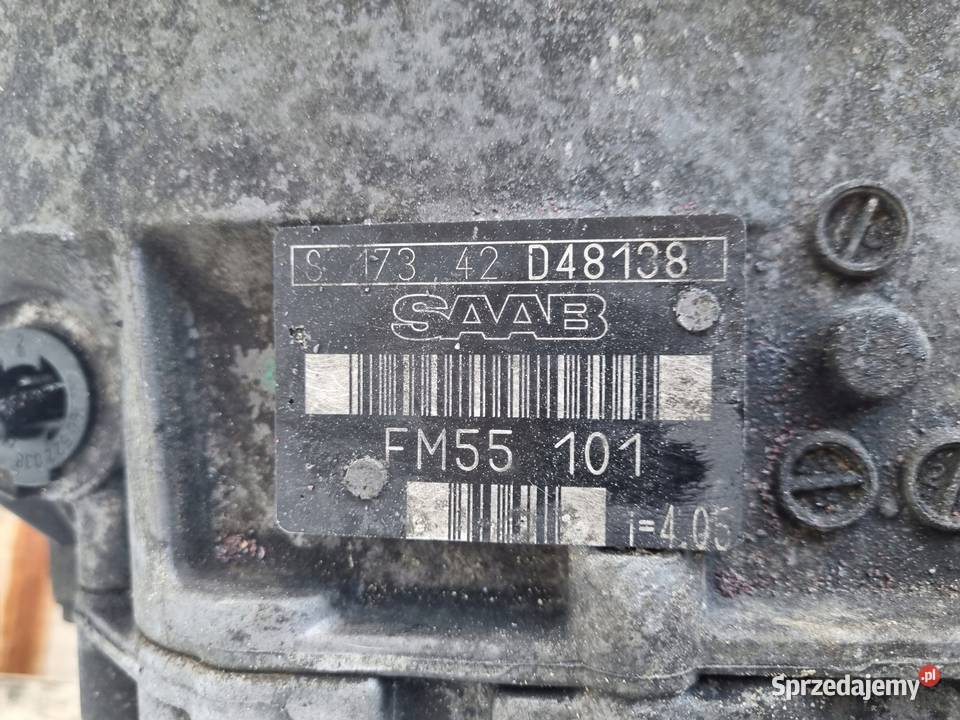 S 173 42 D48138
SAAB
FM55 101
i=4.05
Sprzedajemy.pl